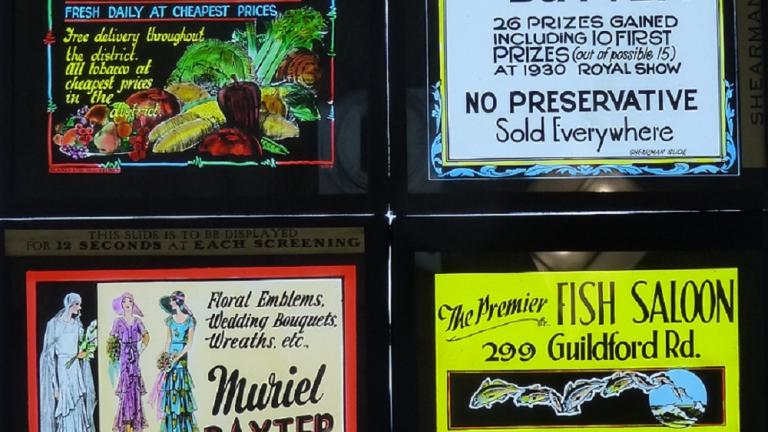 FRESH DAILY AT CHEAPEST PRICES
Free delivery throughout
the district.
All tobacco at
cheapest prices
in the
district.
BUTTER
26 PRIZES GAINED
INCLUDING 10 FIRST
PRIZES (out of possible 15)
AT 1930 ROYAL SHOW
NO PRESERVATIVE
Sold Everywhere
SHEARMAN SLIDE
SHEARMAN
THIS SLIDE IS TO BE DISPLAYED
FOR 12 SECONDS AT EACH SCREENING
Floral Emblems,
Wedding Bouquets,
Wreaths, etc.,
Muriel
BAXTER
The Premier FISH SALOON
299 Guildford Rd.